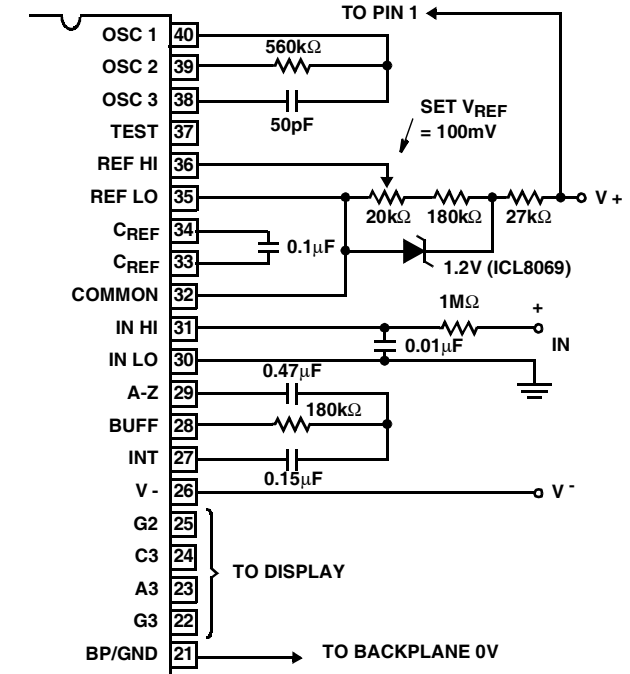 TO PIN 1
OSC 1 40
560kΩ
OSC 2 39
OSC 3 38
50pF
SET VREF
= 100mV
TEST 37
REF HI 36
REF LO 35
V +
20kΩ 180kΩ 27kΩ
CREF 34
0.1µF
CREF 33
1.2V (ICL8069)
COMMON 32
1MΩ
+
IN HI 31
0.01µF
IN
IN LO 30
0.47µF
A-Z 29
180kΩ
BUFF 28
INT 27
0.15µF
V - 26
V -
G2 25
C3 24
TO DISPLAY
A3 23
G3 22
BP/GND 21
TO BACKPLANE 0V